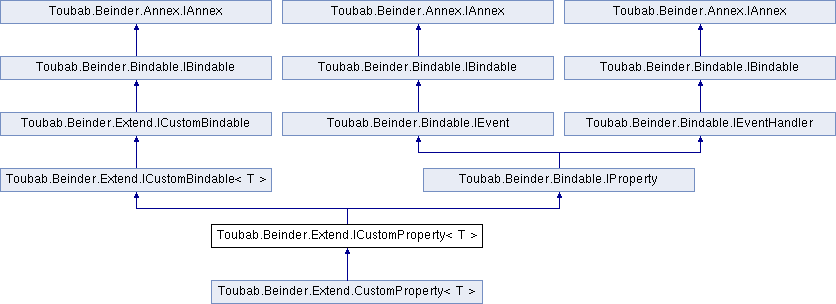 Toubab.Beinder.Annex.IAnnex
Toubab.Beinder.Annex.IAnnex
Toubab.Beinder.Annex.IAnnex
Toubab.Beinder.Bindable.IBindable
Toubab.Beinder.Bindable.IBindable
Toubab.Beinder.Bindable.IBindable
Toubab.Beinder.Extend.ICustomBindable
Toubab.Beinder.Bindable.IEvent
Toubab.Beinder.Bindable.IEventHandler
Toubab.Beinder.Extend.ICustomBindable< T >
Toubab.Beinder.Bindable.IProperty
Toubab.Beinder.Extend.ICustomProperty< T >
Toubab.Beinder.Extend.CustomProperty< T >